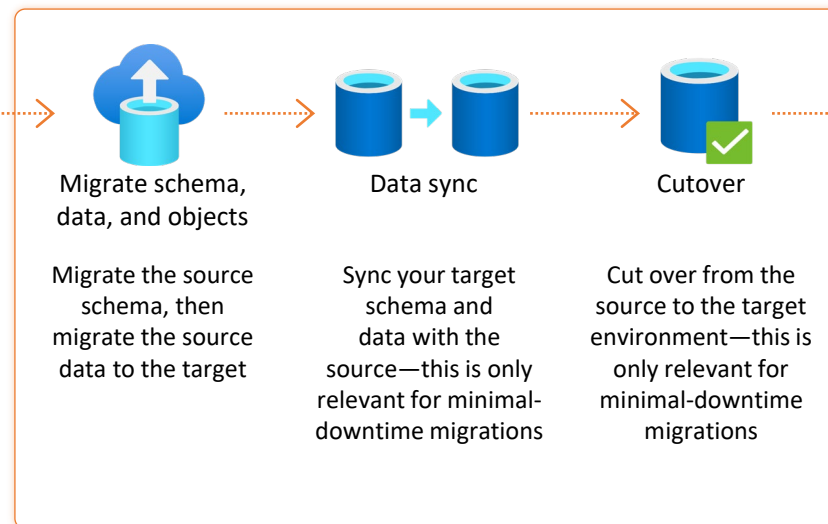 Migrate schema,
data, and objects
Migrate the source
schema, then
migrate the source
data to the target
Data sync
Sync your target
schema and
data with the
source—this is only
relevant for minimal-
downtime migrations
Cutover
Cut over from the
source to the target
environment—this is
only relevant for
minimal-downtime
migrations